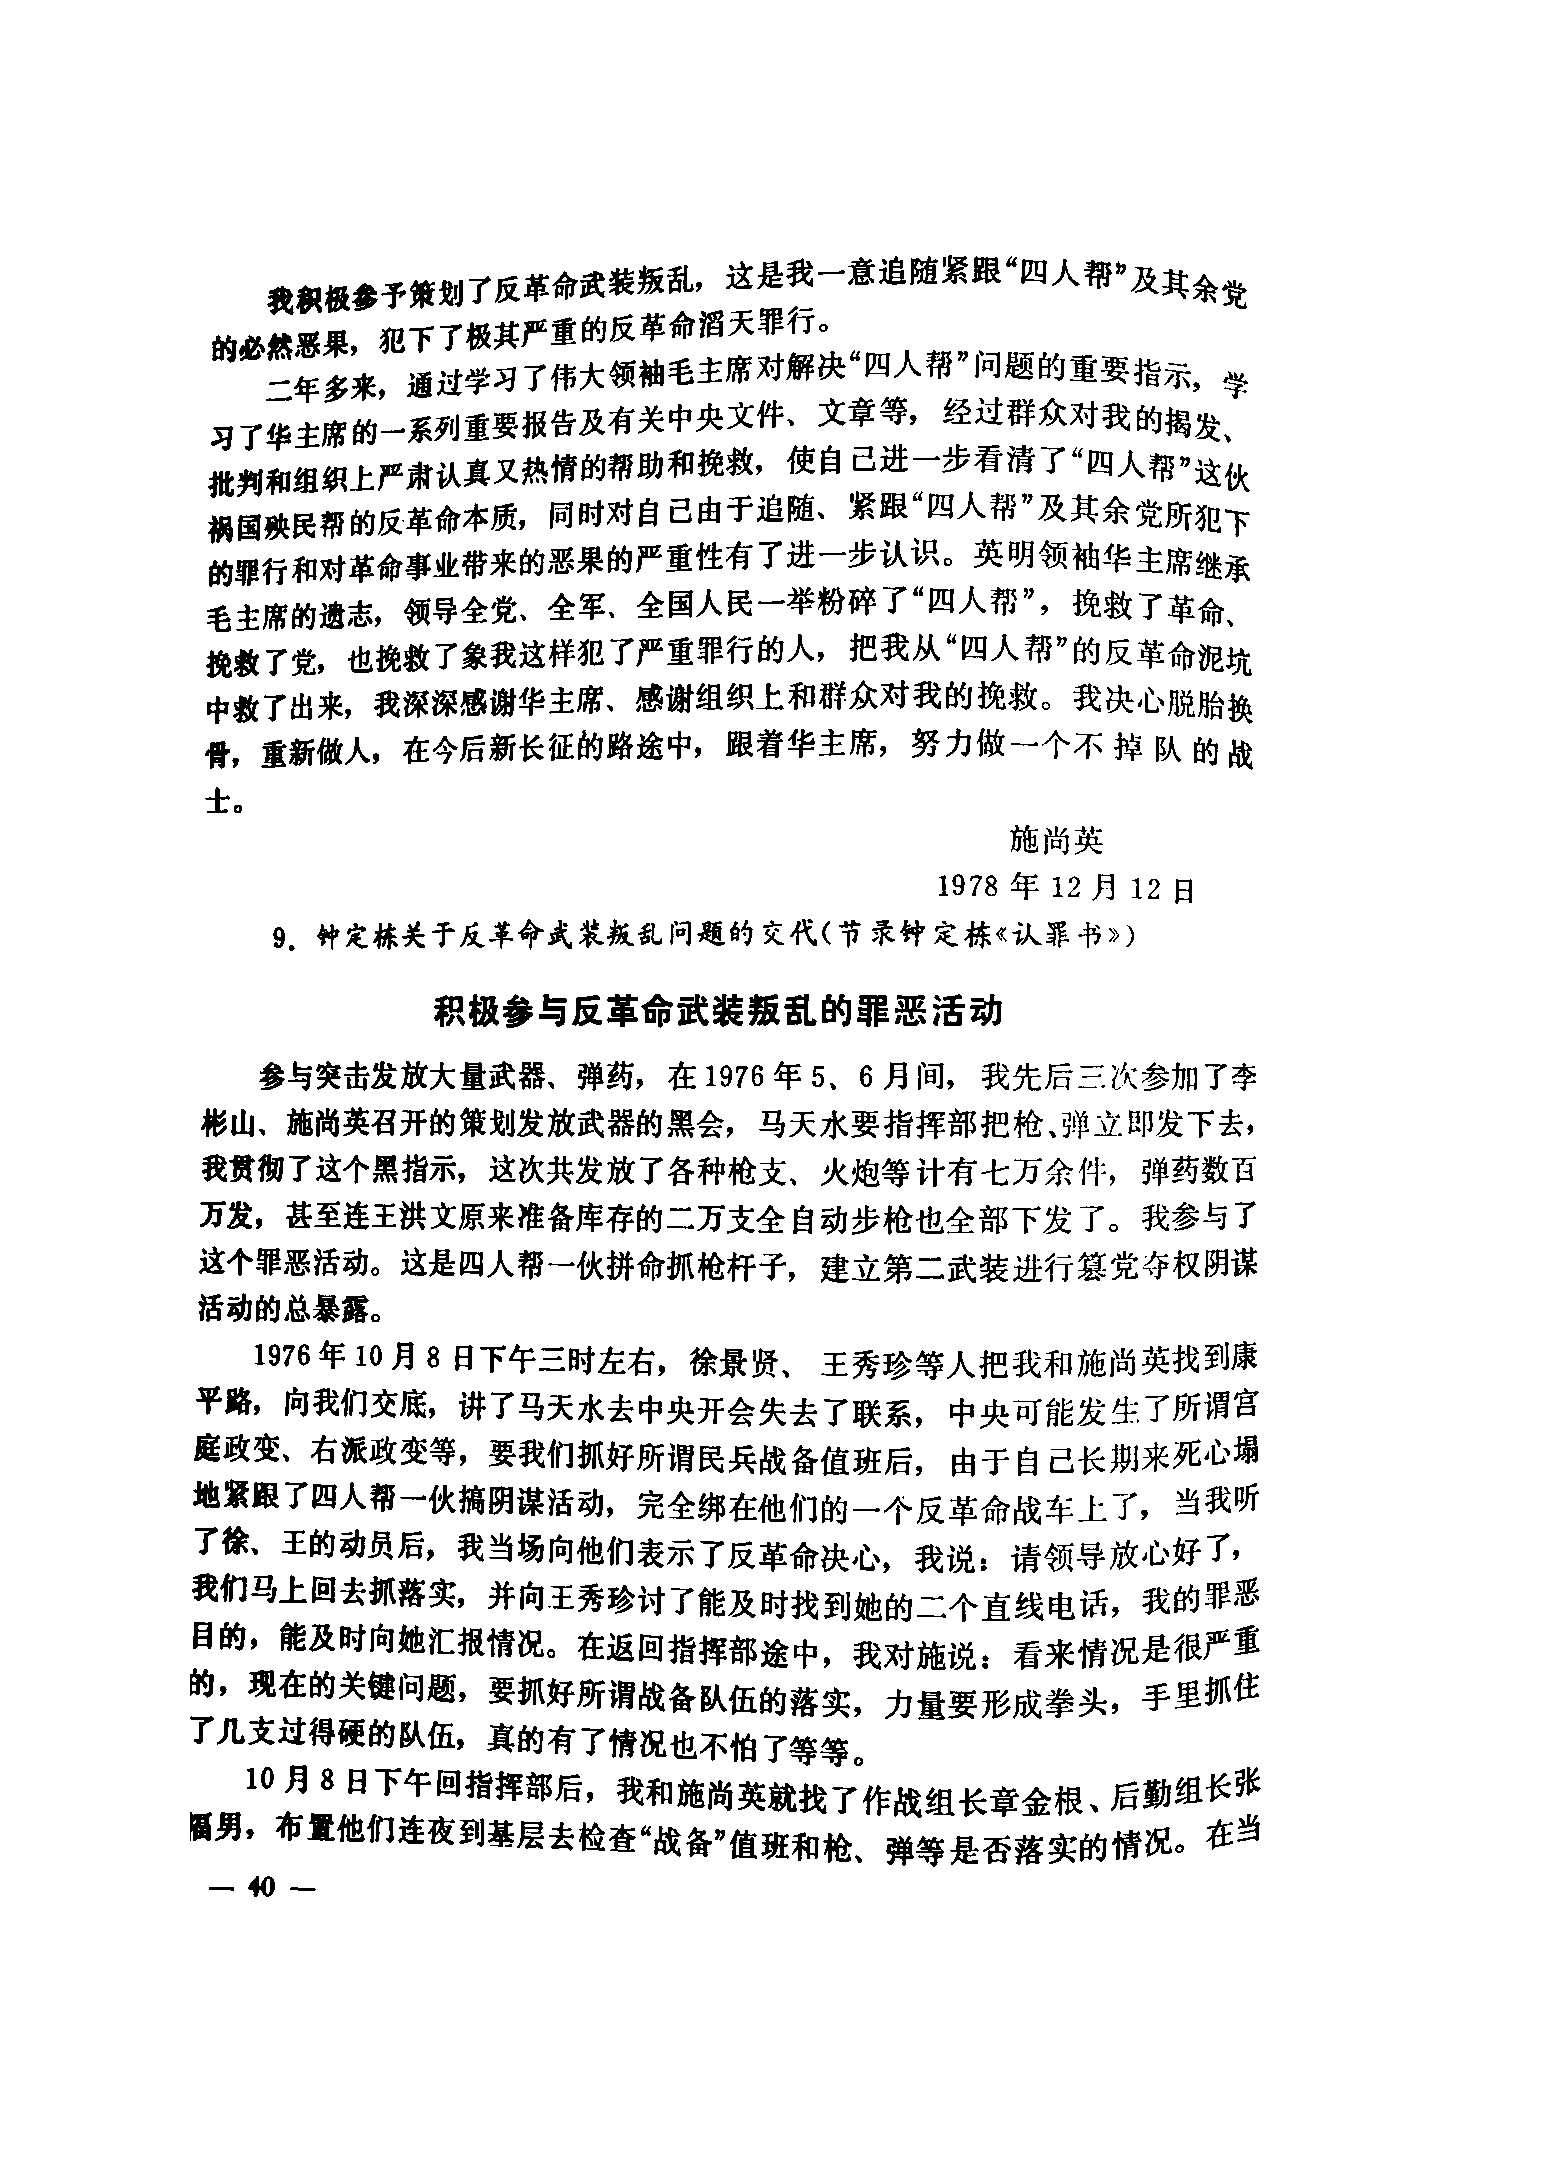 我积极参予策划了反革命武装叛乱，这是我一意追随紧跟“四人帮”及其余党
的必然恶果，犯下了极其严重的反革命滔天罪行。
二年多来，通过学习了伟大领袖毛主席对解决“四人帮”问题的重要指示，学
习了华主席的一系列重要报告及有关中央文件、文章等，经过群众对我的揭发、
批判和组织上严肃认真又热情的帮助和挽救，使自己进一步看清了“四人帮”这伙
祸国殃民帮的反革命本质，同时对自己由于追随、紧跟“四人帮”及其余党所犯下
的罪行和对革命事业带来的恶果的严重性有了进一步认识。英明领袖华主席继承
毛主席的遗志，领导全党、全军、全国人民一举粉碎了“四人帮”，挽救了革命、
挽救了党，也挽救了象我这样犯了严重罪行的人，把我从“四人帮”的反革命泥坑
中救了出来，我深深感谢华主席、感谢组织上和群众对我的挽救。我决心脱胎换
骨，重新做人，在今后新长征的路途中，跟着华主席，努力做一个不掉队的战
士。
施尚英
1978年12月12日
9．钟定栋关于反革命武装叛乱问题的交代（节录钟定栋《认罪书》）
积极参与反革命武装叛乱的罪恶活动
参与突击发放大量武器、弹药，在1976年5、6月间，我先后三次参加了李
彬山、施尚英召开的策划发放武器的黑会，马天水要指挥部把枪、弹立即发下去，
我贯彻了这个黑指示，这次共发放了各种枪支、火炮等计有七万余件，弹药数百
万发，甚至连王洪文原来准备库存的二万支全自动步枪也全部下发了。我参与了
这个罪恶活动。这是四人帮一伙拼命抓枪杆子，建立第二武装进行篡党夺权阴谋
活动的总暴露。
1976年10月8日下午三时左右，徐景贤、王秀珍等人把我和施尚英找到康
平路，向我们交底，讲了马天水去中央开会失去了联系，中央可能发生了所谓宫
庭政变、右派政变等，要我们抓好所谓民兵战备值班后，由于自己长期来死心塌
地紧跟了四人帮一伙搞阴谋活动，完全绑在他们的一个反革命战车上了，当我听
了徐、王的动员后，我当场向他们表示了反革命决心，我说：请领导放心好了，
我们马上回去抓落实，并向王秀珍讨了能及时找到她的二个直线电话，我的罪恶
目的，能及时向她汇报情况。在返回指挥部途中，我对施说：看来情况是很严重
的，现在的关键问题，要抓好所谓战备队伍的落实，力量要形成拳头，手里抓住
了几支过得硬的队伍，真的有了情况也不怕了等等。
10月8日下午回指挥部后，我和施尚英就找了作战组长章金根、后勤组长张
福男，布置他们连夜到基层去检查“战备”值班和枪、弹等是否落实的情况。在当
— 40 —